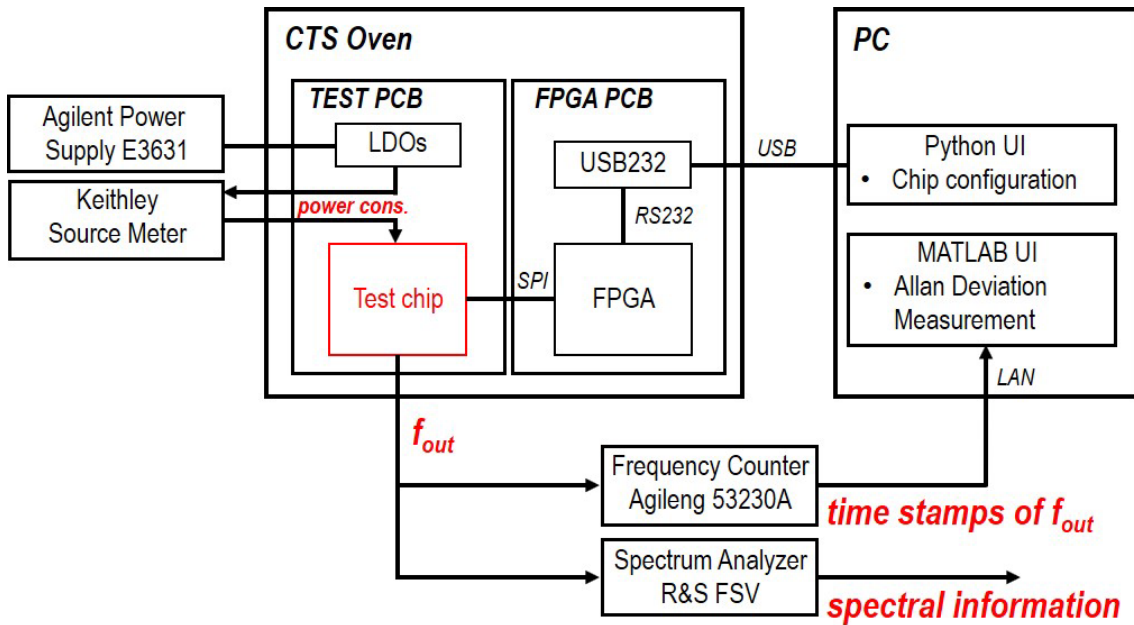 CTS Oven
PC
TEST PCB
FPGA PCB
Agilent Power
Supply E3631
LDOs
USB232
USB
Python UI
• Chip configuration
Keithley
Source Meter
power cons.
RS232
Test chip
SPI
FPGA
MATLAB UI
• Allan Deviation
Measurement
LAN
fout
Frequency Counter
Agileng 53230A
time stamps of fout
Spectrum Analyzer
R&S FSV
spectral information